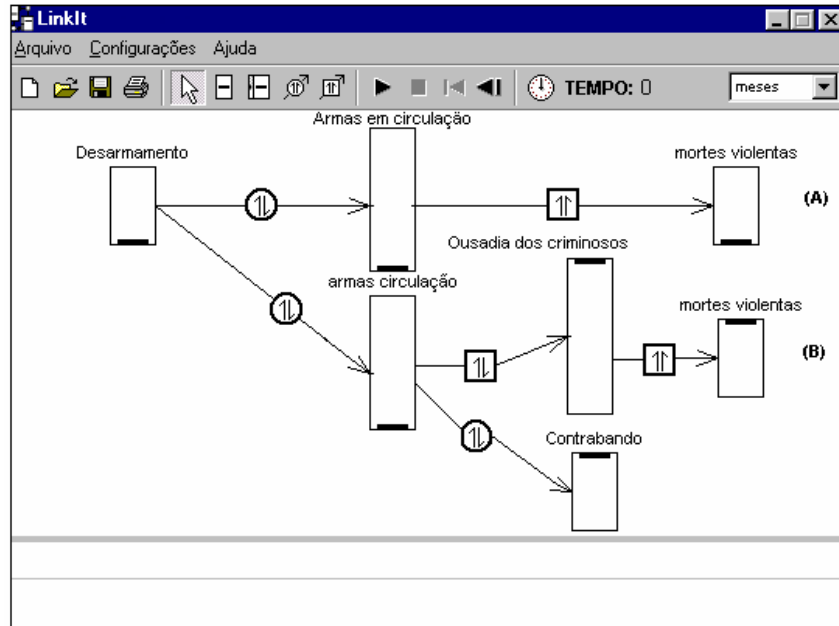 LinkIt
Arquivo Configurações Ajuda
TEMPO: 0 meses
Armas em circulação
Desarmamento
mortes violentas
(A)
Ousadia dos criminosos
armas circulação
mortes violentas
(B)
Contrabando